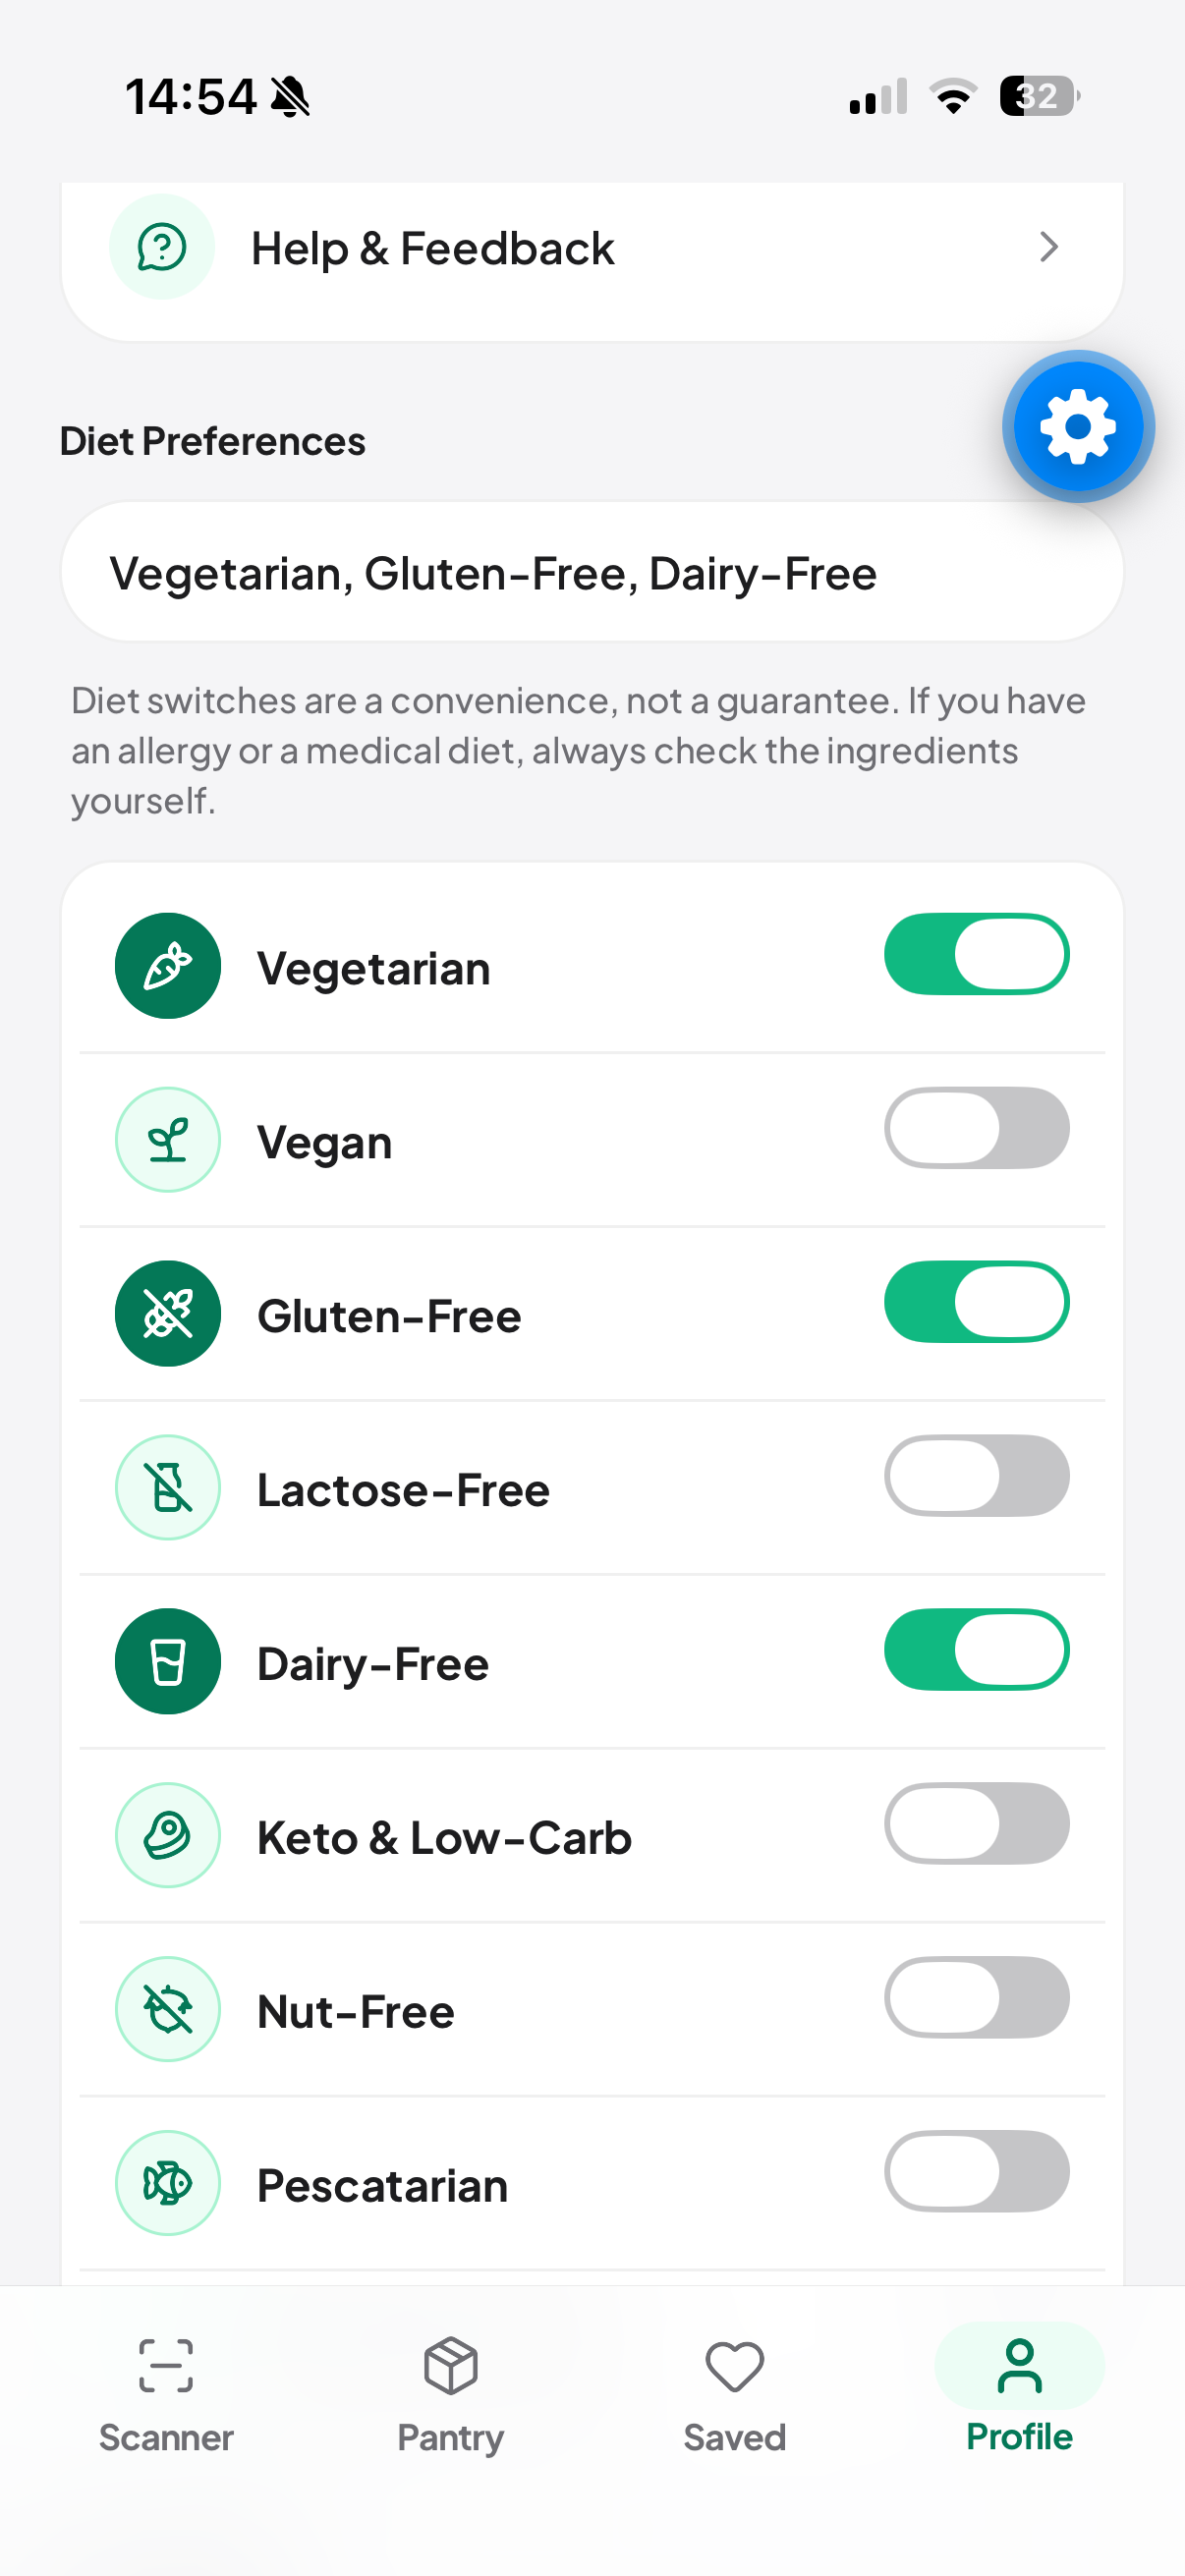 14:54
32
Help & Feedback
Diet Preferences
Vegetarian, Gluten-Free, Dairy-Free
Diet switches are a convenience, not a guarantee. If you have
an allergy or a medical diet, always check the ingredients
yourself.
Vegetarian
Vegan
Gluten-Free
Lactose-Free
Dairy-Free
Keto & Low-Carb
Nut-Free
Pescatarian
Scanner
Pantry
Saved
Profile